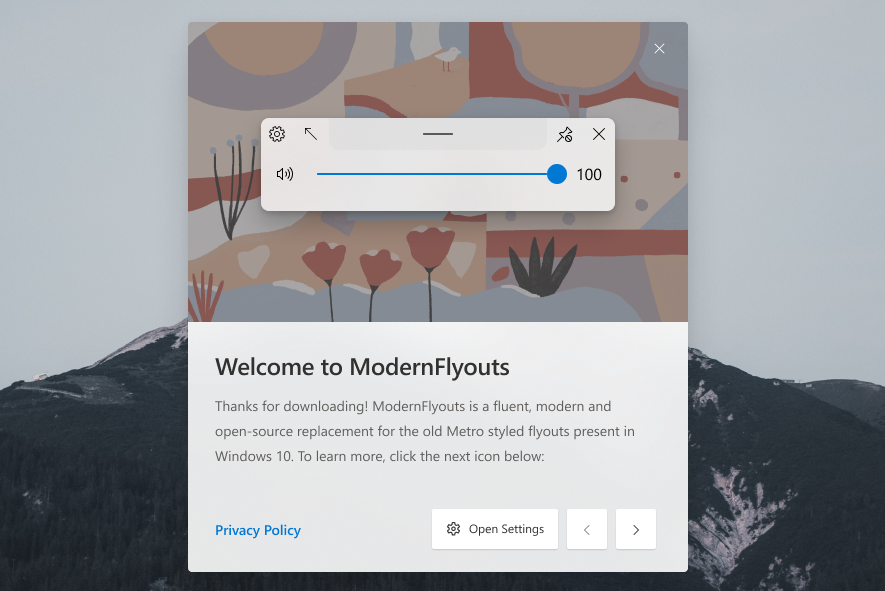 100
Welcome to ModernFlyouts
Thanks for downloading! ModernFlyouts is a fluent, modern and
open-source replacement for the old Metro styled flyouts present in
Windows 10. To learn more, click the next icon below:
Privacy Policy
Open Settings